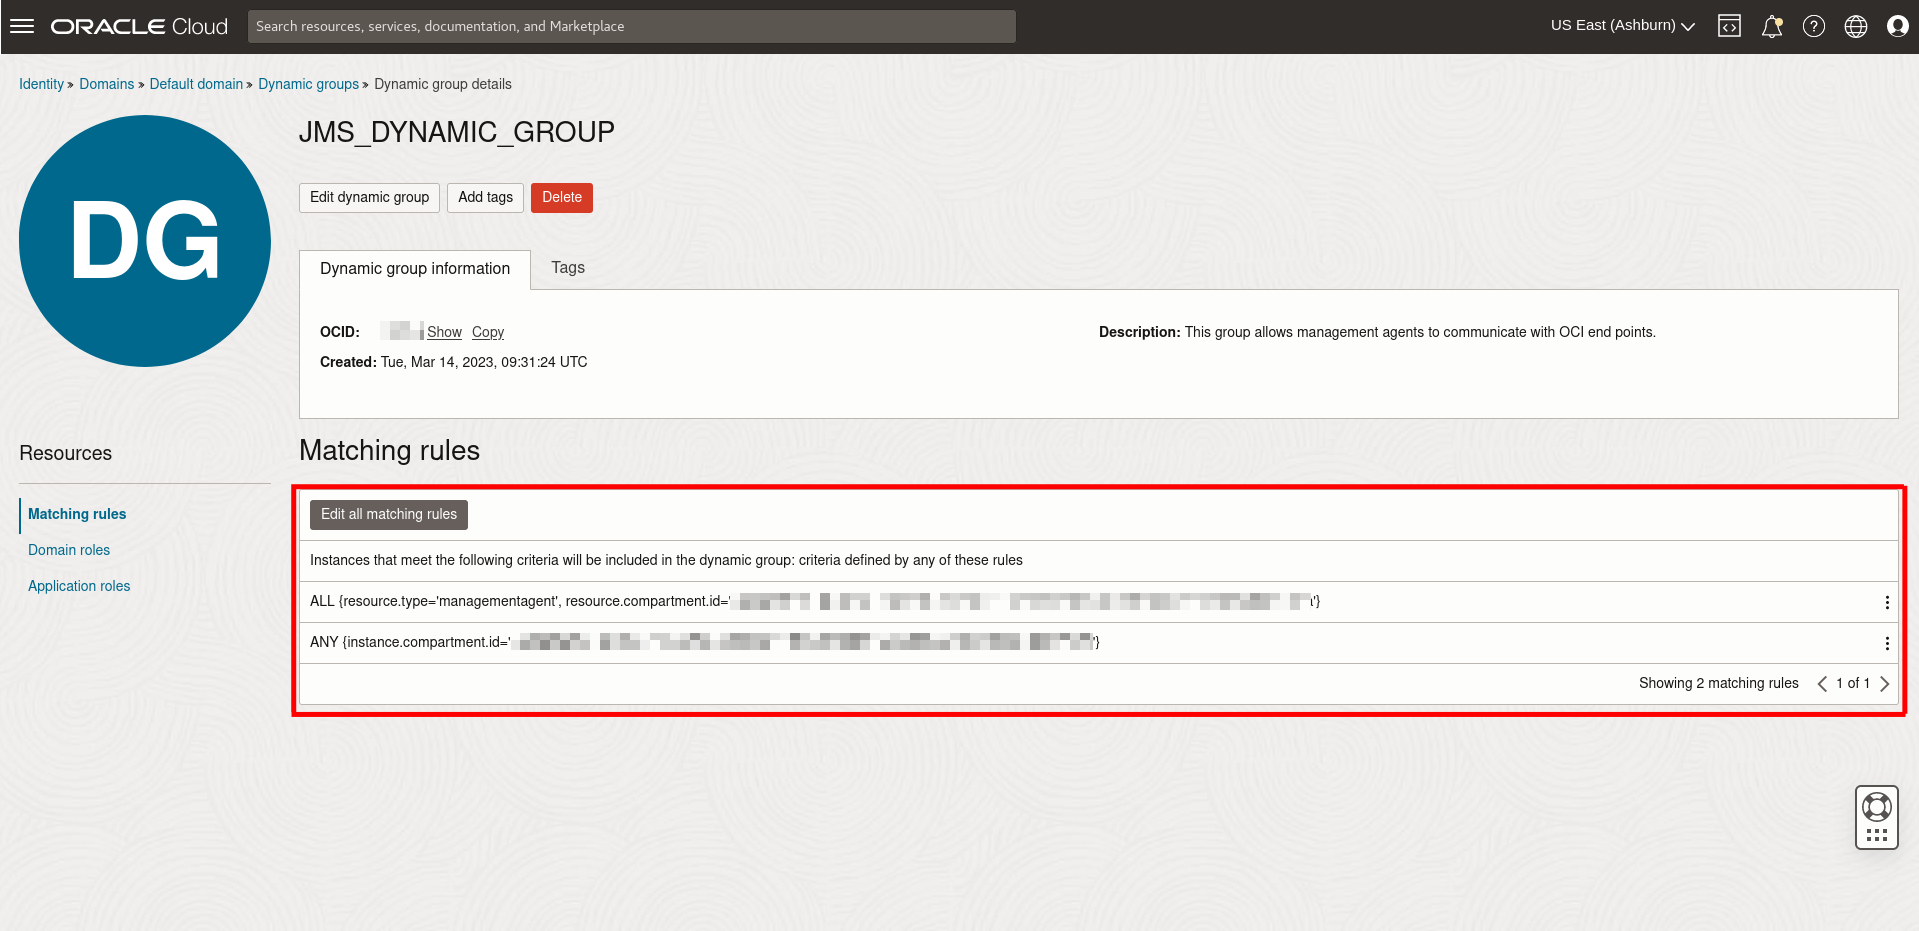 ORACLE Cloud
Search resources, services, documentation, and Marketplace
US East (Ashburn)
Identity » Domains » Default domain » Dynamic groups » Dynamic group details
DG
JMS_DYNAMIC_GROUP
Edit dynamic group Add tags Delete
Dynamic group information Tags
OCID: Show Copy
Description: This group allows management agents to communicate with OCI end points.
Created: Tue, Mar 14, 2023, 09:31:24 UTC
Resources
Matching rules
Domain roles
Application roles
Matching rules
Edit all matching rules
Instances that meet the following criteria will be included in the dynamic group: criteria defined by any of these rules
ALL {resource.type='managementagent', resource.compartment.id=' '}
ANY {instance.compartment.id=' '}
Showing 2 matching rules < 1 of 1 >